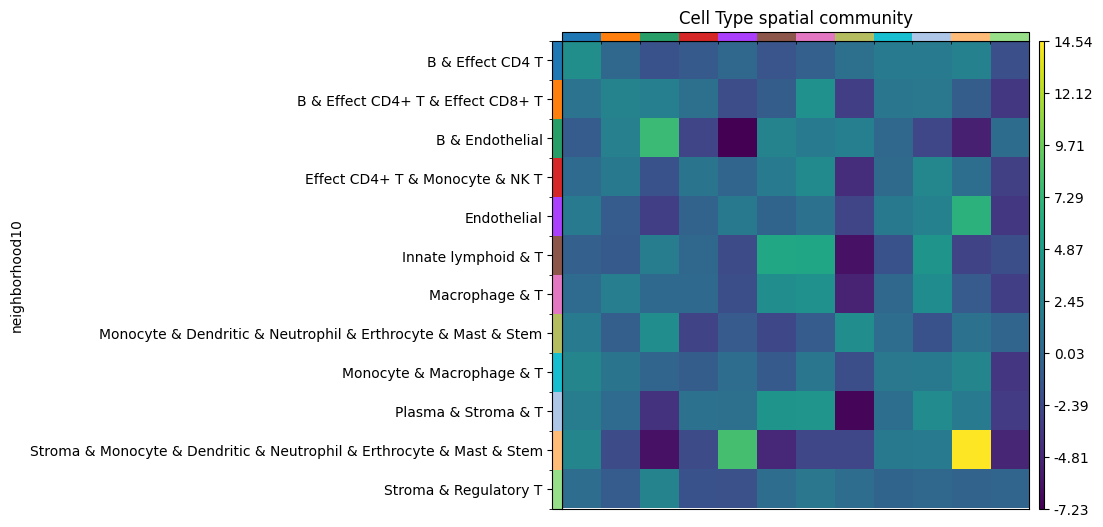 Cell Type spatial community
neighborhood10
B & Effect CD4 T
B & Effect CD4+ T & Effect CD8+ T
B & Endothelial
Effect CD4+ T & Monocyte & NK T
Endothelial
Innate lymphoid & T
Macrophage & T
Monocyte & Dendritic & Neutrophil & Erthrocyte & Mast & Stem
Monocyte & Macrophage & T
Plasma & Stroma & T
Stroma & Monocyte & Dendritic & Neutrophil & Erthrocyte & Mast & Stem
Stroma & Regulatory T
14.54
12.12
9.71
7.29
4.87
2.45
0.03
-2.39
-4.81
-7.23